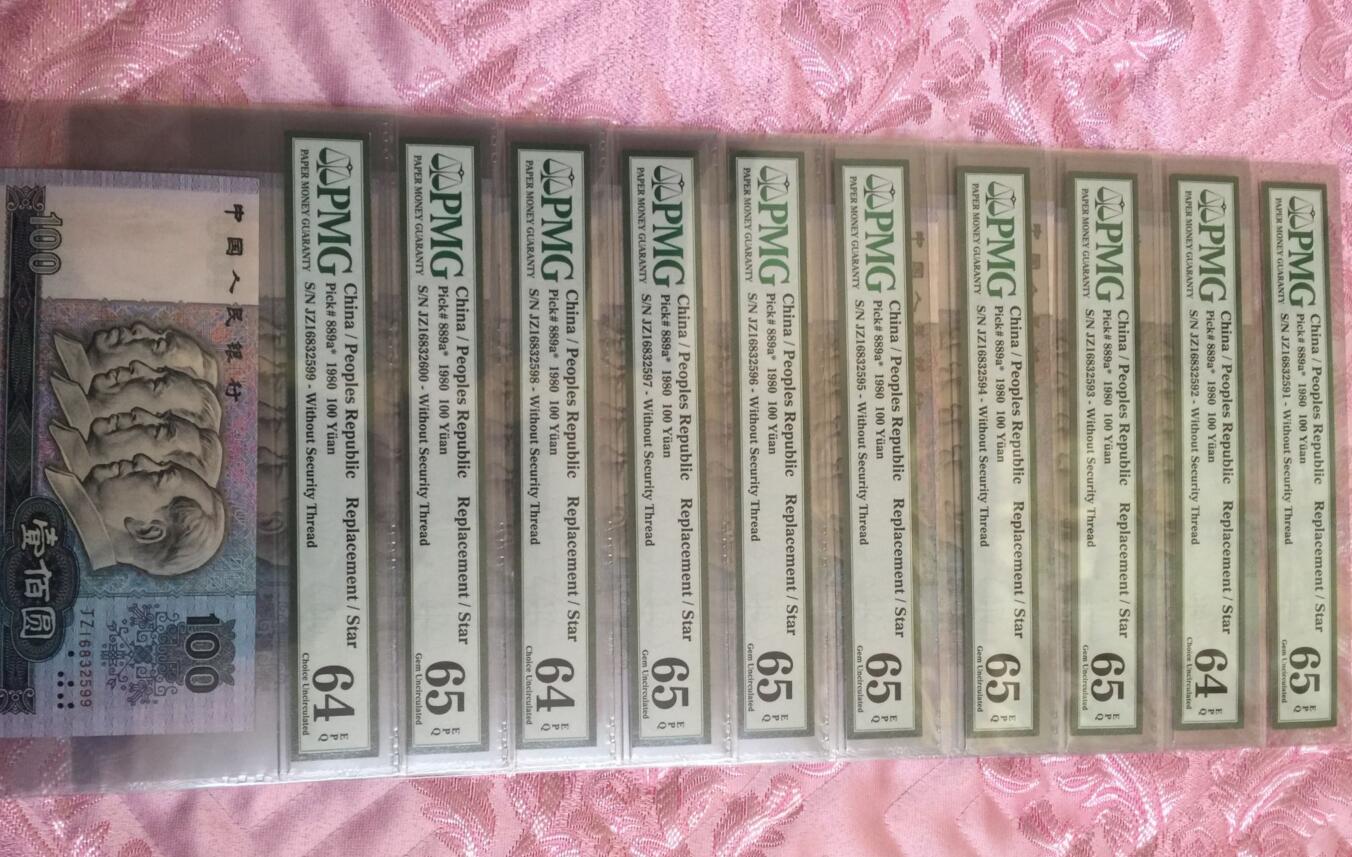 PMG China / Peoples Republic Replacement / Star
Pick# 889a* 1980 100 Yüan 65 EPQ
PAPER MONEY GUARANTY S/N JZ16832591 - Without Security Thread Gem Uncirculated
PMG China / Peoples Republic Replacement / Star
Pick# 889a* 1980 100 Yüan 64 EPQ
PAPER MONEY GUARANTY S/N JZ16832592 - Without Security Thread Choice Uncirculated
PMG China / Peoples Republic Replacement / Star
Pick# 889a* 1980 100 Yüan 65 EPQ
PAPER MONEY GUARANTY S/N JZ16832593 - Without Security Thread Gem Uncirculated
PMG China / Peoples Republic Replacement / Star
Pick# 889a* 1980 100 Yüan 65 EPQ
PAPER MONEY GUARANTY S/N JZ16832594 - Without Security Thread Gem Uncirculated
PMG China / Peoples Republic Replacement / Star
Pick# 889a* 1980 100 Yüan 65 EPQ
PAPER MONEY GUARANTY S/N JZ16832595 - Without Security Thread Gem Uncirculated
PMG China / Peoples Republic Replacement / Star
Pick# 889a* 1980 100 Yüan 65 EPQ
PAPER MONEY GUARANTY S/N JZ16832596 - Without Security Thread Gem Uncirculated
PMG China / Peoples Republic Replacement / Star
Pick# 889a* 1980 100 Yüan 65 EPQ
PAPER MONEY GUARANTY S/N JZ16832597 - Without Security Thread Gem Uncirculated
PMG China / Peoples Republic Replacement / Star
Pick# 889a* 1980 100 Yüan 64 EPQ
PAPER MONEY GUARANTY S/N JZ16832598 - Without Security Thread Choice Uncirculated
PMG China / Peoples Republic Replacement / Star
Pick# 889a* 1980 100 Yüan 65 EPQ
PAPER MONEY GUARANTY S/N JZ16832600 - Without Security Thread Gem Uncirculated
PMG China / Peoples Republic Replacement / Star
Pick# 889a* 1980 100 Yüan 64 EPQ
PAPER MONEY GUARANTY S/N JZ16832599 - Without Security Thread Choice Uncirculated
中国人民银行
100
JZ16832599
100 壹佰圆